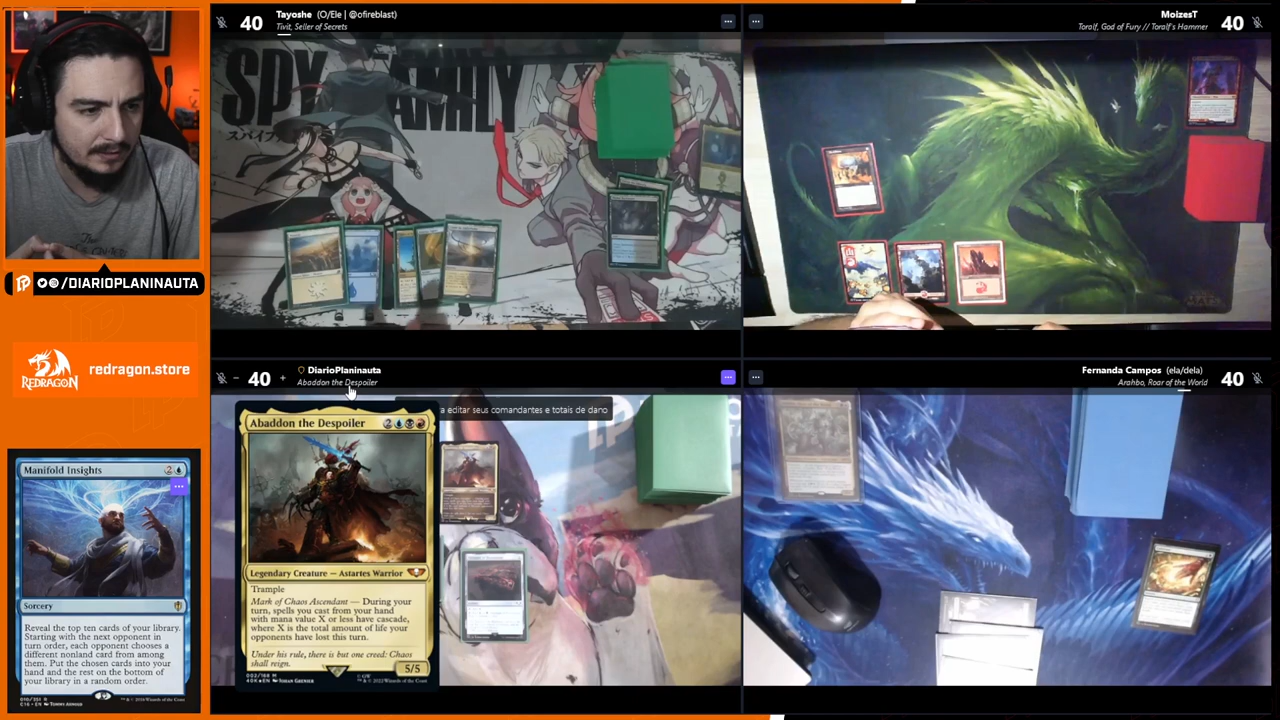 40
Tayoshe (O/Ele | @ofireblast)
Tivit, Seller of Secrets
MoizesT
Toralf, God of Fury // Toralf's Hammer
40
SPY FAMILY
@/DIARIOPLANINAUTA
REDRAGON
redragon.store
− 40 +
DiarioPlaninauta
Abaddon the Despoiler
a editar seus comandantes e totais de dano
Fernanda Campos (ela/dela)
Arahbo, Roar of the World
40
Manifold Insights 2
Sorcery
Reveal the top ten cards of your library.
Starting with the next opponent in
turn order, each opponent chooses a
different nonland card from among
them. Put the chosen cards into your
hand and the rest on the bottom of
your library in a random order.
Abaddon the Despoiler 2
Legendary Creature — Astartes Warrior
Trample
Mark of Chaos Ascendant — During your
turn, spells you cast from your hand
with mana value X or less have cascade,
where X is the total amount of life your
opponents have lost this turn.
Under his rule, there is but one creed: Chaos
shall reign.
5/5